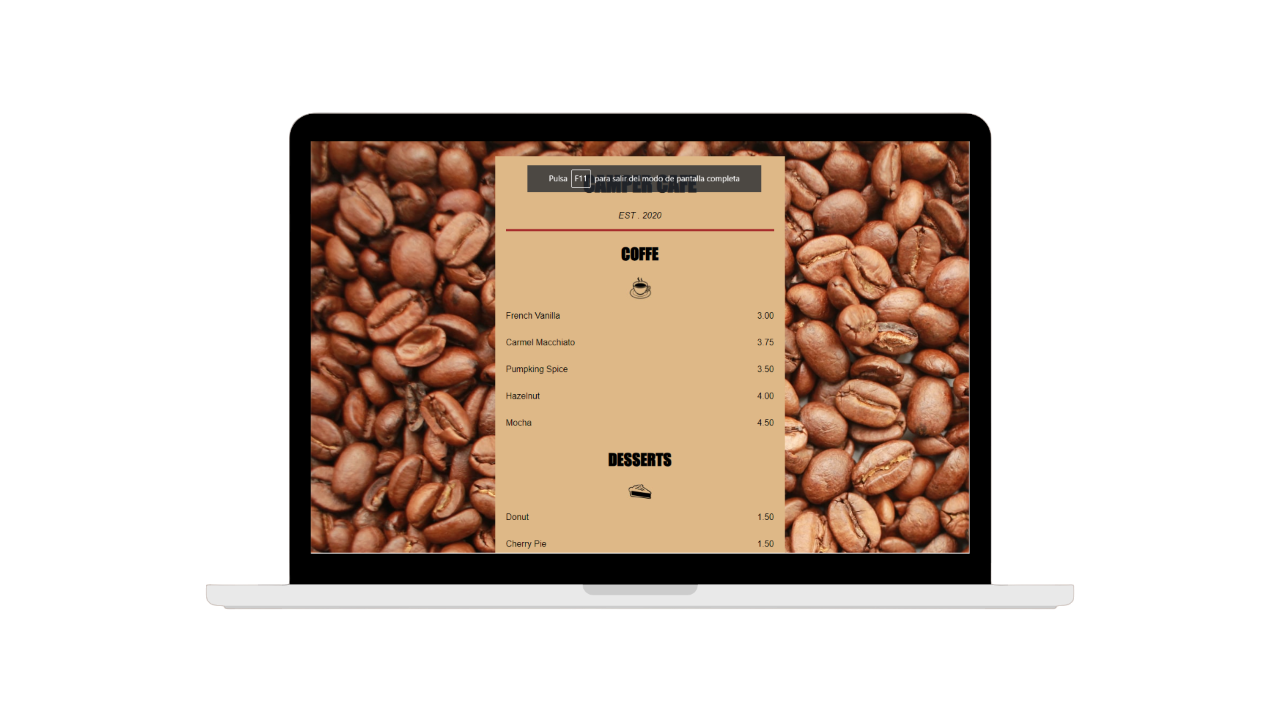 Pulsa F11 para salir del modo de pantalla completa
CAMPER CAFE
EST . 2020
COFFE
French Vanilla 3.00
Carmel Macchiato 3.75
Pumpking Spice 3.50
Hazelnut 4.00
Mocha 4.50
DESSERTS
Donut 1.50
Cherry Pie 1.50